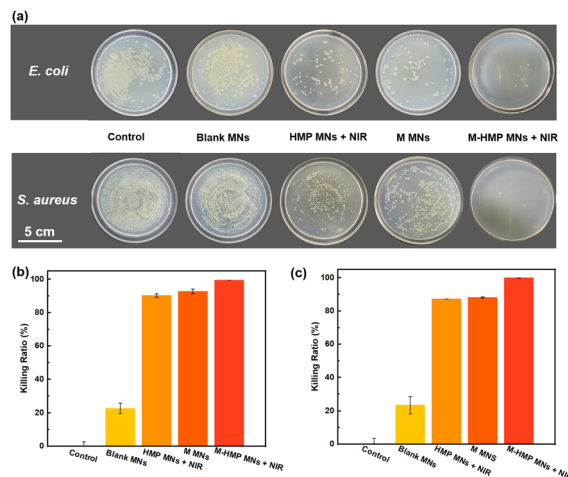 (a)
E. coli
Control Blank MNs HMP MNs + NIR M MNs M-HMP MNs + NIR
S. aureus
5 cm
(b)
Killing Ratio (%)
100
80
60
40
20
0
Control Blank MNs HMP MNs + NIR M MNS M-HMP MNs + NIR
(c)
Killing Ratio (%)
100
80
60
40
20
0
Control Blank MNs HMP MNs + NIR M MNS M-HMP MNs + NIR